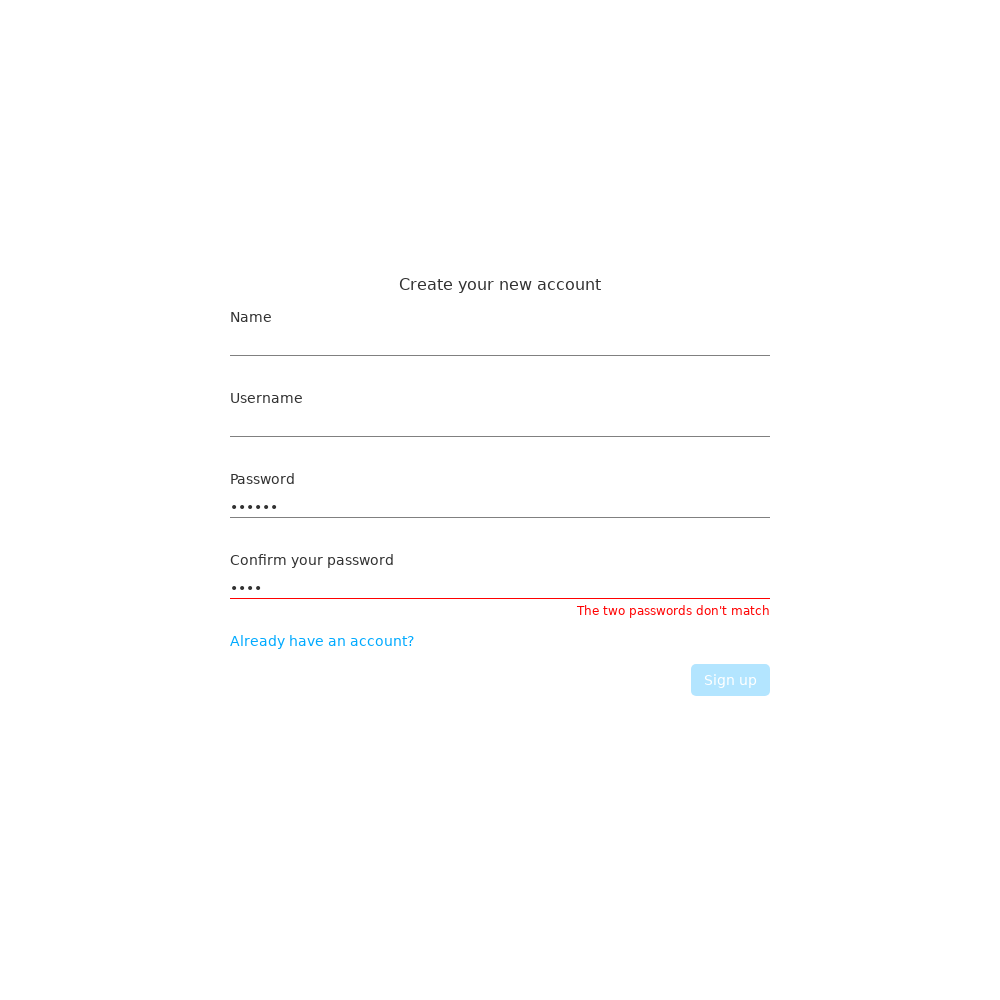 Create your new account
Name
Username
Password
••••••
Confirm your password
••••
The two passwords don't match
Already have an account?
Sign up